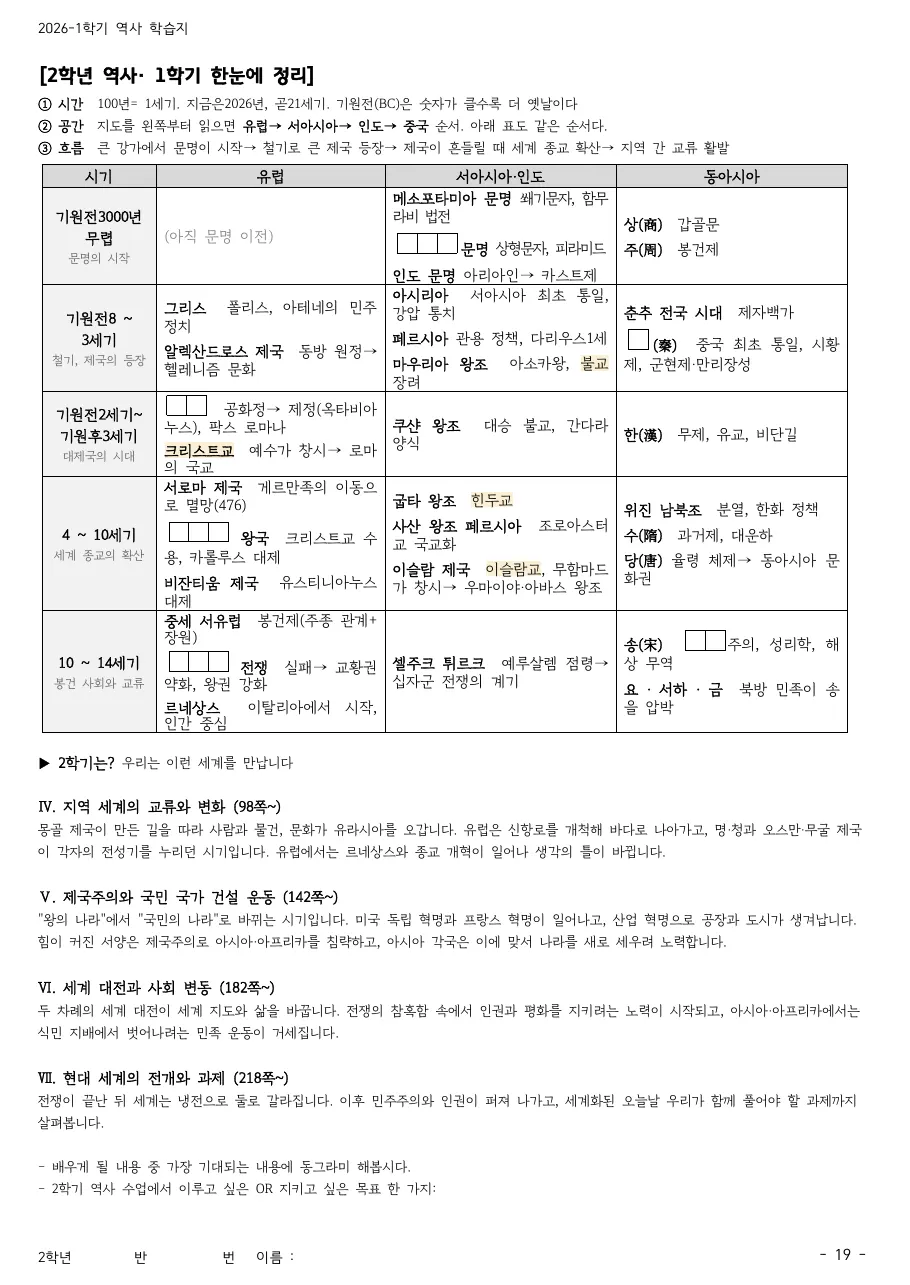 2026-1학기 역사 학습지
[2학년 역사· 1학기 한눈에 정리]
① 시간 100년= 1세기. 지금은2026년, 곧21세기. 기원전(BC)은 숫자가 클수록 더 옛날이다
② 공간 지도를 왼쪽부터 읽으면 유럽→ 서아시아→ 인도→ 중국 순서. 아래 표도 같은 순서다.
③ 흐름 큰 강가에서 문명이 시작→ 철기로 큰 제국 등장→ 제국이 흔들릴 때 세계 종교 확산→ 지역 간 교류 활발
시기 유럽 서아시아·인도 동아시아
기원전3000년
무렵
문명의 시작
(아직 문명 이전)
메소포타미아 문명 쐐기문자, 함무
라비 법전
문명 상형문자, 피라미드
인도 문명 아리아인→ 카스트제
상(商) 갑골문
주(周) 봉건제
기원전8 ~
3세기
철기, 제국의 등장
그리스 폴리스, 아테네의 민주
정치
알렉산드로스 제국 동방 원정→
헬레니즘 문화
아시리아 서아시아 최초 통일,
강압 통치
페르시아 관용 정책, 다리우스1세
마우리아 왕조 아소카왕, 불교
장려
춘추 전국 시대 제자백가
(秦) 중국 최초 통일, 시황
제, 군현제·만리장성
기원전2세기~
기원후3세기
대제국의 시대
공화정→ 제정(옥타비아
누스), 팍스 로마나
크리스트교 예수가 창시→ 로마
의 국교
쿠샨 왕조 대승 불교, 간다라
양식
한(漢) 무제, 유교, 비단길
4 ~ 10세기
세계 종교의 확산
서로마 제국 게르만족의 이동으
로 멸망(476)
왕국 크리스트교 수
용, 카롤루스 대제
비잔티움 제국 유스티니아누스
대제
굽타 왕조 힌두교
사산 왕조 페르시아 조로아스터
교 국교화
이슬람 제국 이슬람교, 무함마드
가 창시→ 우마이야·아바스 왕조
위진 남북조 분열, 한화 정책
수(隋) 과거제, 대운하
당(唐) 율령 체제→ 동아시아 문
화권
10 ~ 14세기
봉건 사회와 교류
중세 서유럽 봉건제(주종 관계+
장원)
전쟁 실패→ 교황권
약화, 왕권 강화
르네상스 이탈리아에서 시작,
인간 중심
셀주크 튀르크 예루살렘 점령→
십자군 전쟁의 계기
송(宋) 주의, 성리학, 해
상 무역
요 · 서하 · 금 북방 민족이 송
을 압박
▶ 2학기는? 우리는 이런 세계를 만납니다
Ⅳ. 지역 세계의 교류와 변화 (98쪽~)
몽골 제국이 만든 길을 따라 사람과 물건, 문화가 유라시아를 오갑니다. 유럽은 신항로를 개척해 바다로 나아가고, 명·청과 오스만·무굴 제국
이 각자의 전성기를 누리던 시기입니다. 유럽에서는 르네상스와 종교 개혁이 일어나 생각의 틀이 바뀝니다.
Ⅴ. 제국주의와 국민 국가 건설 운동 (142쪽~)
"왕의 나라"에서 "국민의 나라"로 바뀌는 시기입니다. 미국 독립 혁명과 프랑스 혁명이 일어나고, 산업 혁명으로 공장과 도시가 생겨납니다.
힘이 커진 서양은 제국주의로 아시아·아프리카를 침략하고, 아시아 각국은 이에 맞서 나라를 새로 세우려 노력합니다.
Ⅵ. 세계 대전과 사회 변동 (182쪽~)
두 차례의 세계 대전이 세계 지도와 삶을 바꿉니다. 전쟁의 참혹함 속에서 인권과 평화를 지키려는 노력이 시작되고, 아시아·아프리카에서는
식민 지배에서 벗어나려는 민족 운동이 거세집니다.
Ⅶ. 현대 세계의 전개와 과제 (218쪽~)
전쟁이 끝난 뒤 세계는 냉전으로 둘로 갈라집니다. 이후 민주주의와 인권이 퍼져 나가고, 세계화된 오늘날 우리가 함께 풀어야 할 과제까지
살펴봅니다.
- 배우게 될 내용 중 가장 기대되는 내용에 동그라미 해봅시다.
- 2학기 역사 수업에서 이루고 싶은 OR 지키고 싶은 목표 한 가지:
2학년 반 번 이름 :
- 19 -